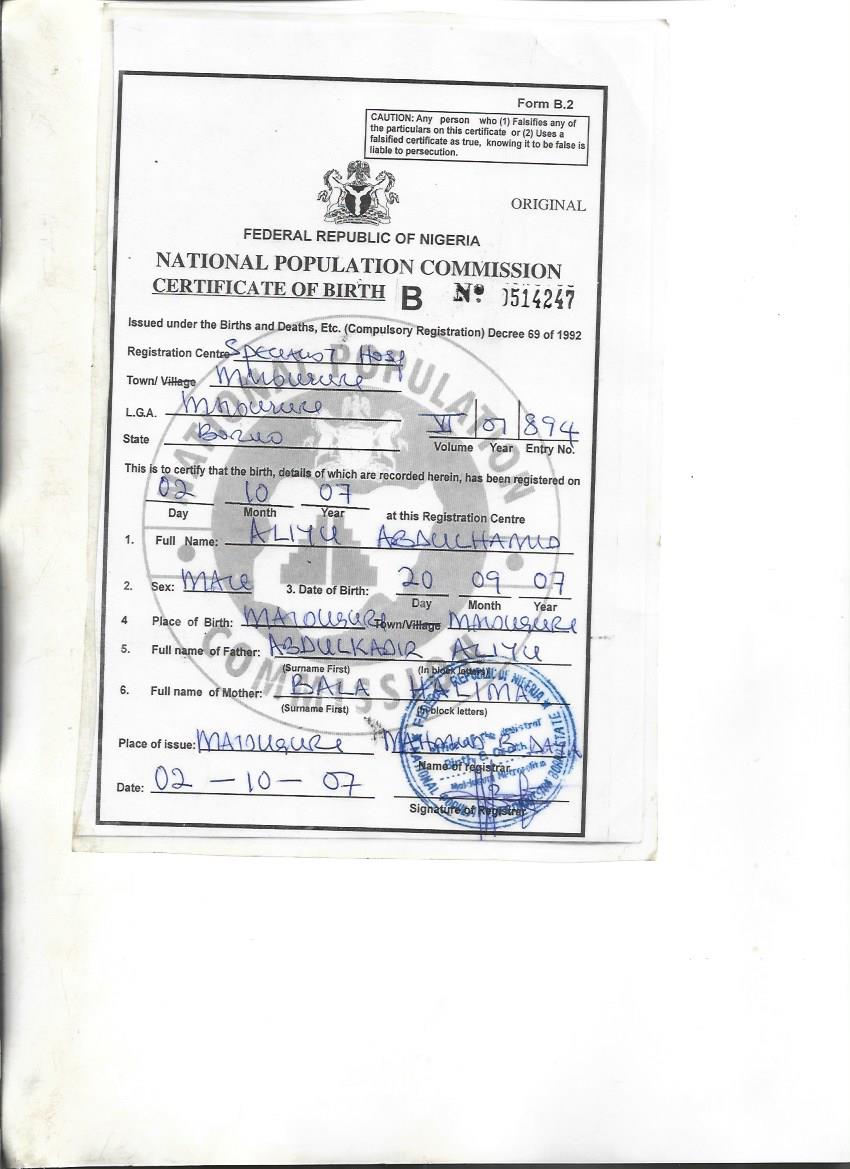 Form B.2
CAUTION: Any person who (1) Falsifies any of
the particulars on this certificate or (2) Uses a
falsified certificate as true, knowing it to be false is
liable to persecution.
ORIGINAL
FEDERAL REPUBLIC OF NIGERIA
NATIONAL POPULATION COMMISSION
CERTIFICATE OF BIRTH B Nº 0514247
Issued under the Births and Deaths, Etc. (Compulsory Registration) Decree 69 of 1992
Registration Centre Specialist Hosp
Town/ Village Maiduguri
L.G.A. Maiduguri
State Borno
VI 07 894
Volume Year Entry No.
This is to certify that the birth, details of which are recorded herein, has been registered on
02 10 07
Day Month Year at this Registration Centre
1. Full Name: ALIYU ABDULHAMID
2. Sex: MALE 3. Date of Birth: 20 09 07
Day Month Year
4 Place of Birth: MAIDUGURI Town/Village MAIDUGURI
5. Full name of Father: ABDULKADIR ALIYU
(Surname First) (In block letters)
6. Full name of Mother: BALA HALIMA
(Surname First) (In block letters)
Place of issue: MAIDUGURI
Name of registrar
Date: 02 - 10 - 07
Signature of Registrar
NATIONAL POPULATION COMMISSION